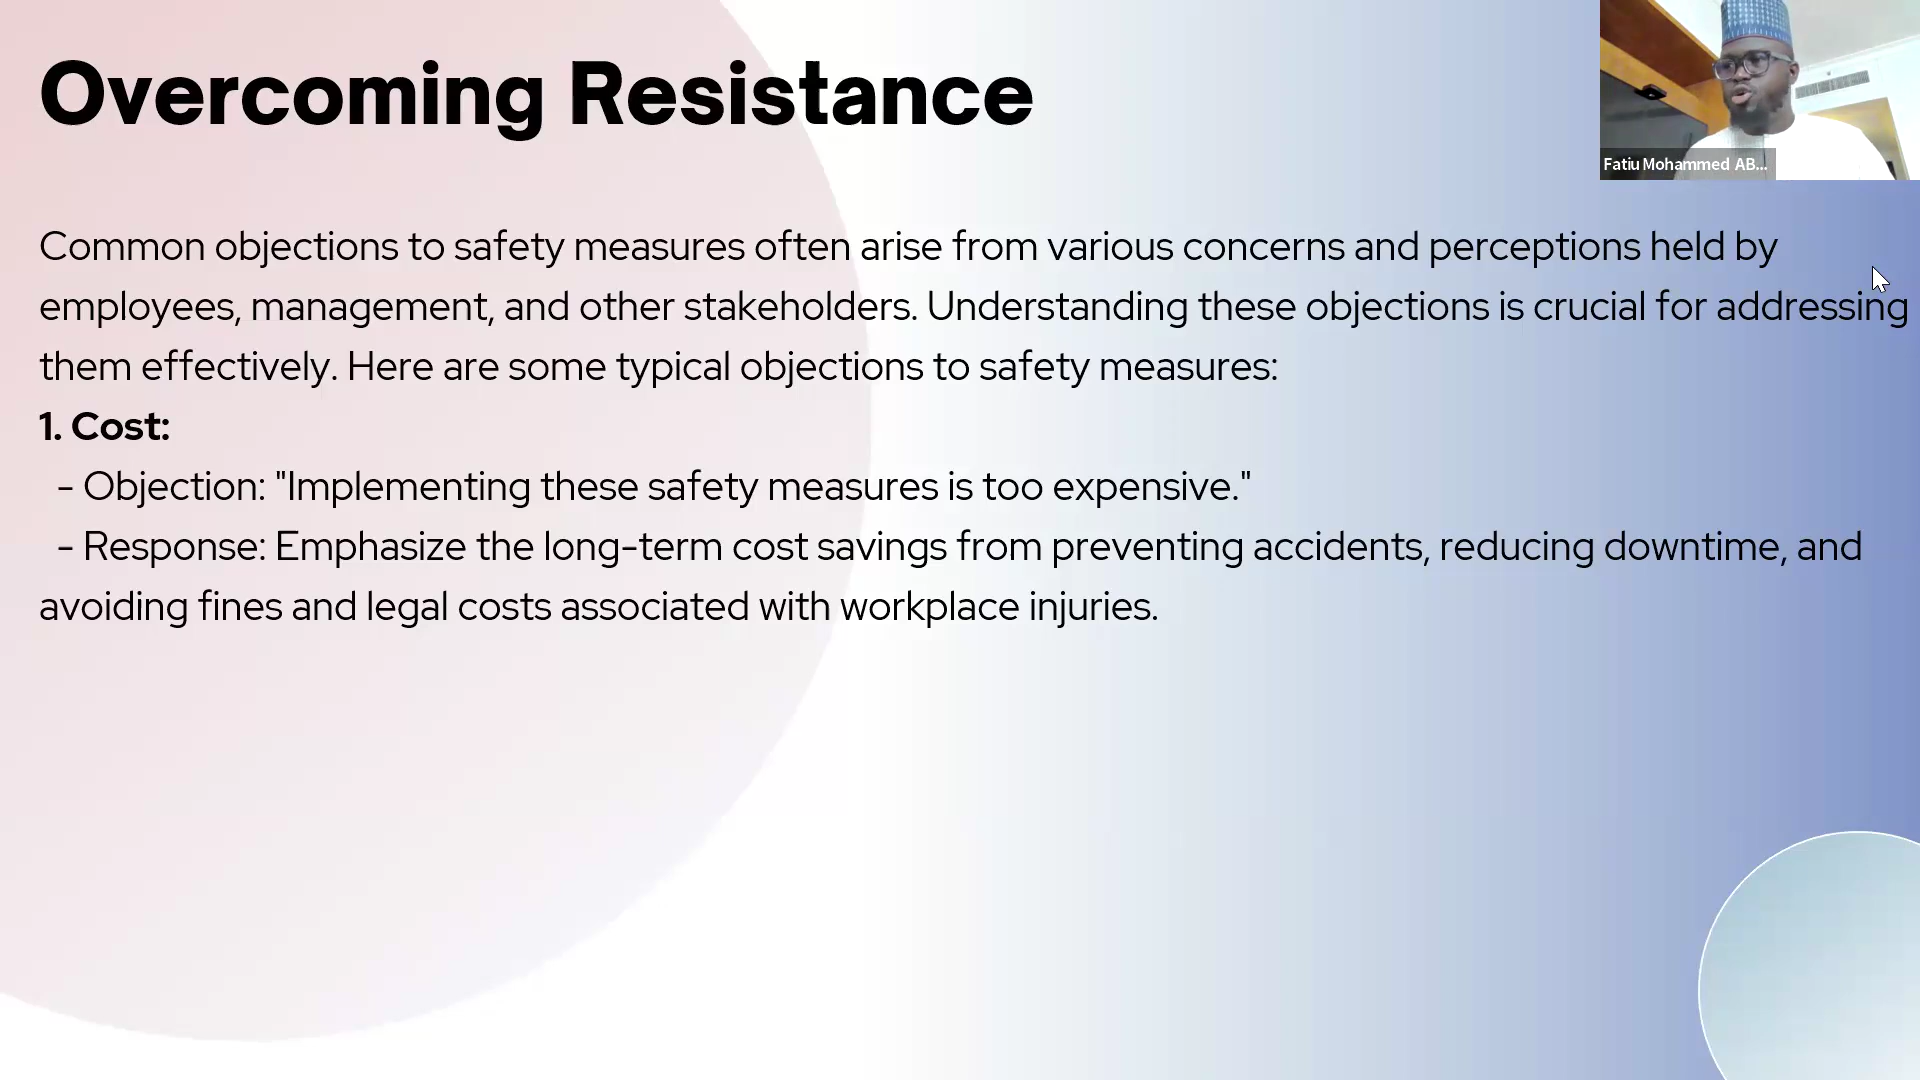 Overcoming Resistance
Fatiu Mohammed AB...
Common objections to safety measures often arise from various concerns and perceptions held by
employees, management, and other stakeholders. Understanding these objections is crucial for addressing
them effectively. Here are some typical objections to safety measures:
1. Cost:
- Objection: "Implementing these safety measures is too expensive."
- Response: Emphasize the long-term cost savings from preventing accidents, reducing downtime, and
avoiding fines and legal costs associated with workplace injuries.